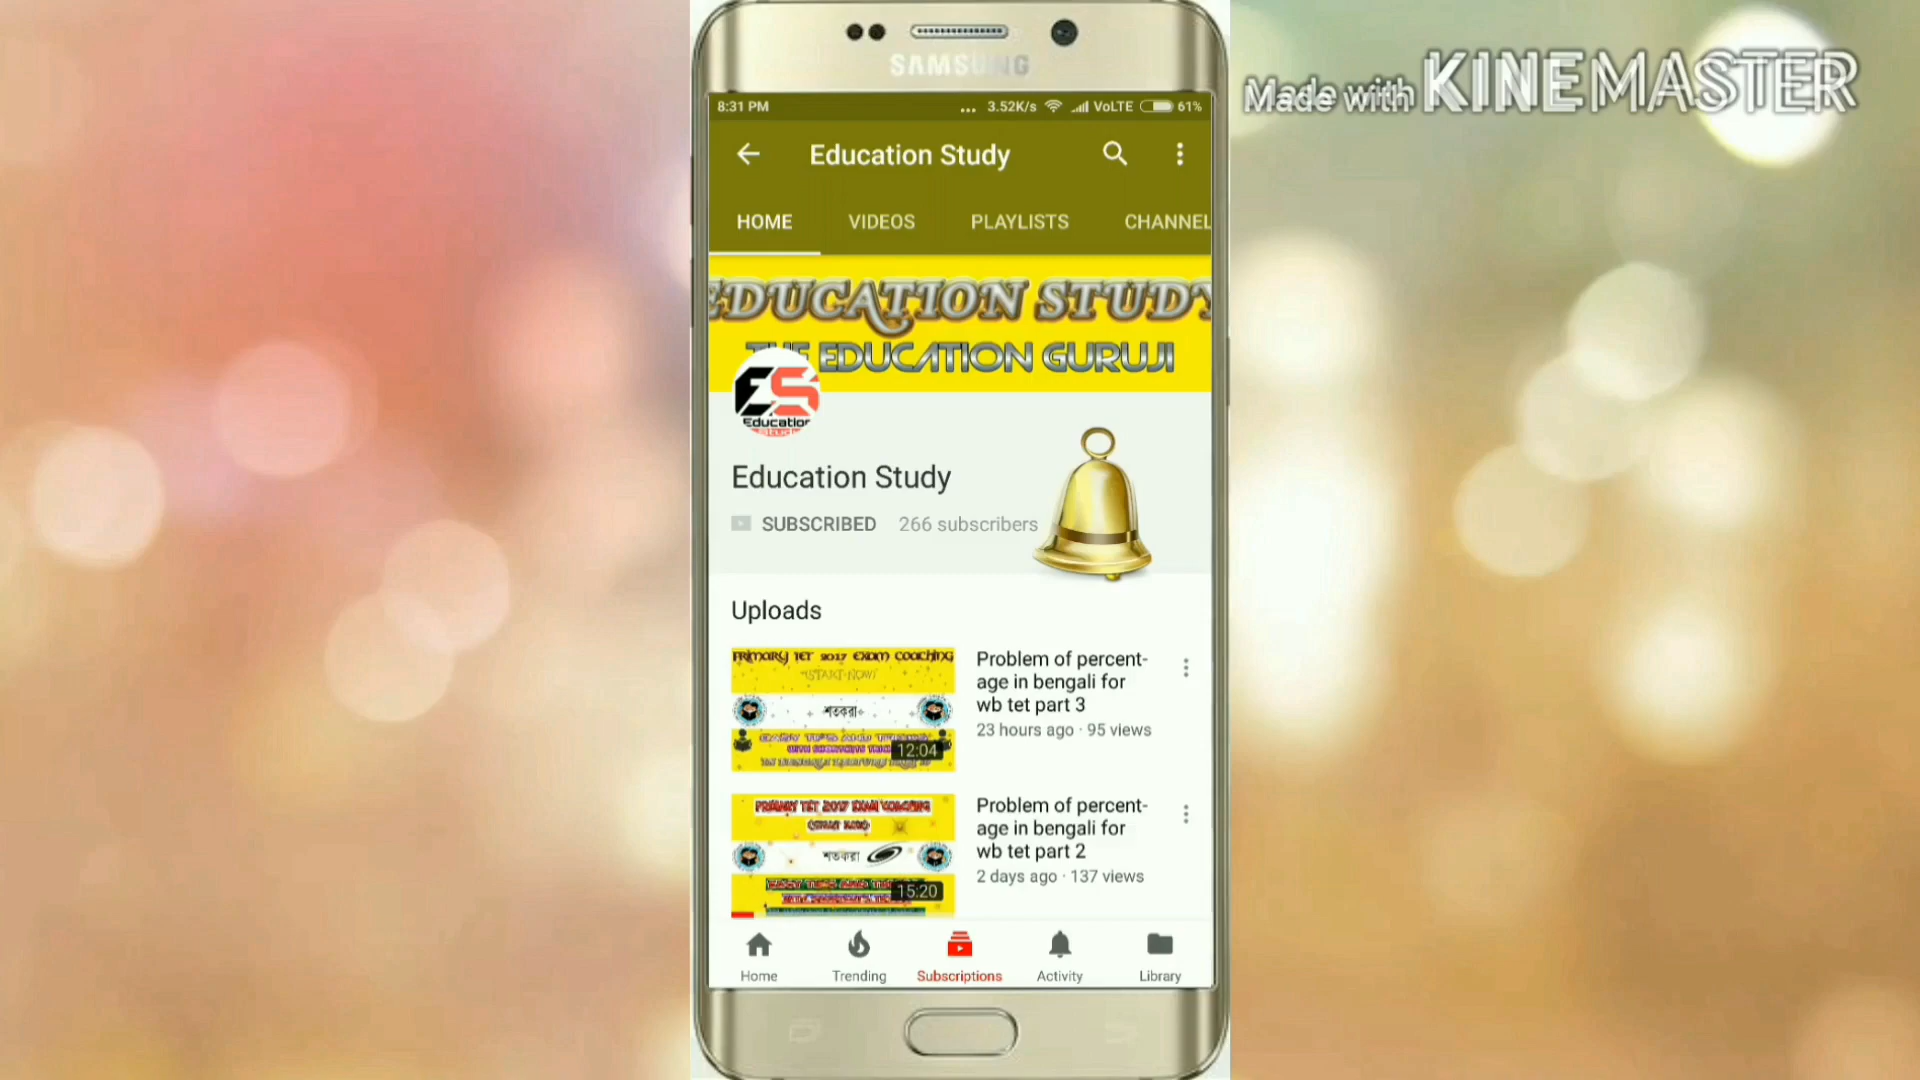 Made with KINEMASTER
SAMSUNG
8:31 PM ... 3.52K/s VoLTE 61%
Education Study
HOME VIDEOS PLAYLISTS CHANNEL
EDUCATION STUDY
THE EDUCATION GURUJI
ES
Education
Education Study
SUBSCRIBED 266 subscribers
Uploads
PRIMARY TET 2017 EXAM COACHING
(START NOW)
শতকরা
12:04
Problem of percent-
age in bengali for
wb tet part 3
23 hours ago · 95 views
PRIMARY TET 2017 EXAM COACHING
শতকরা
15:20
Problem of percent-
age in bengali for
wb tet part 2
2 days ago · 137 views
Home Trending Subscriptions Activity Library